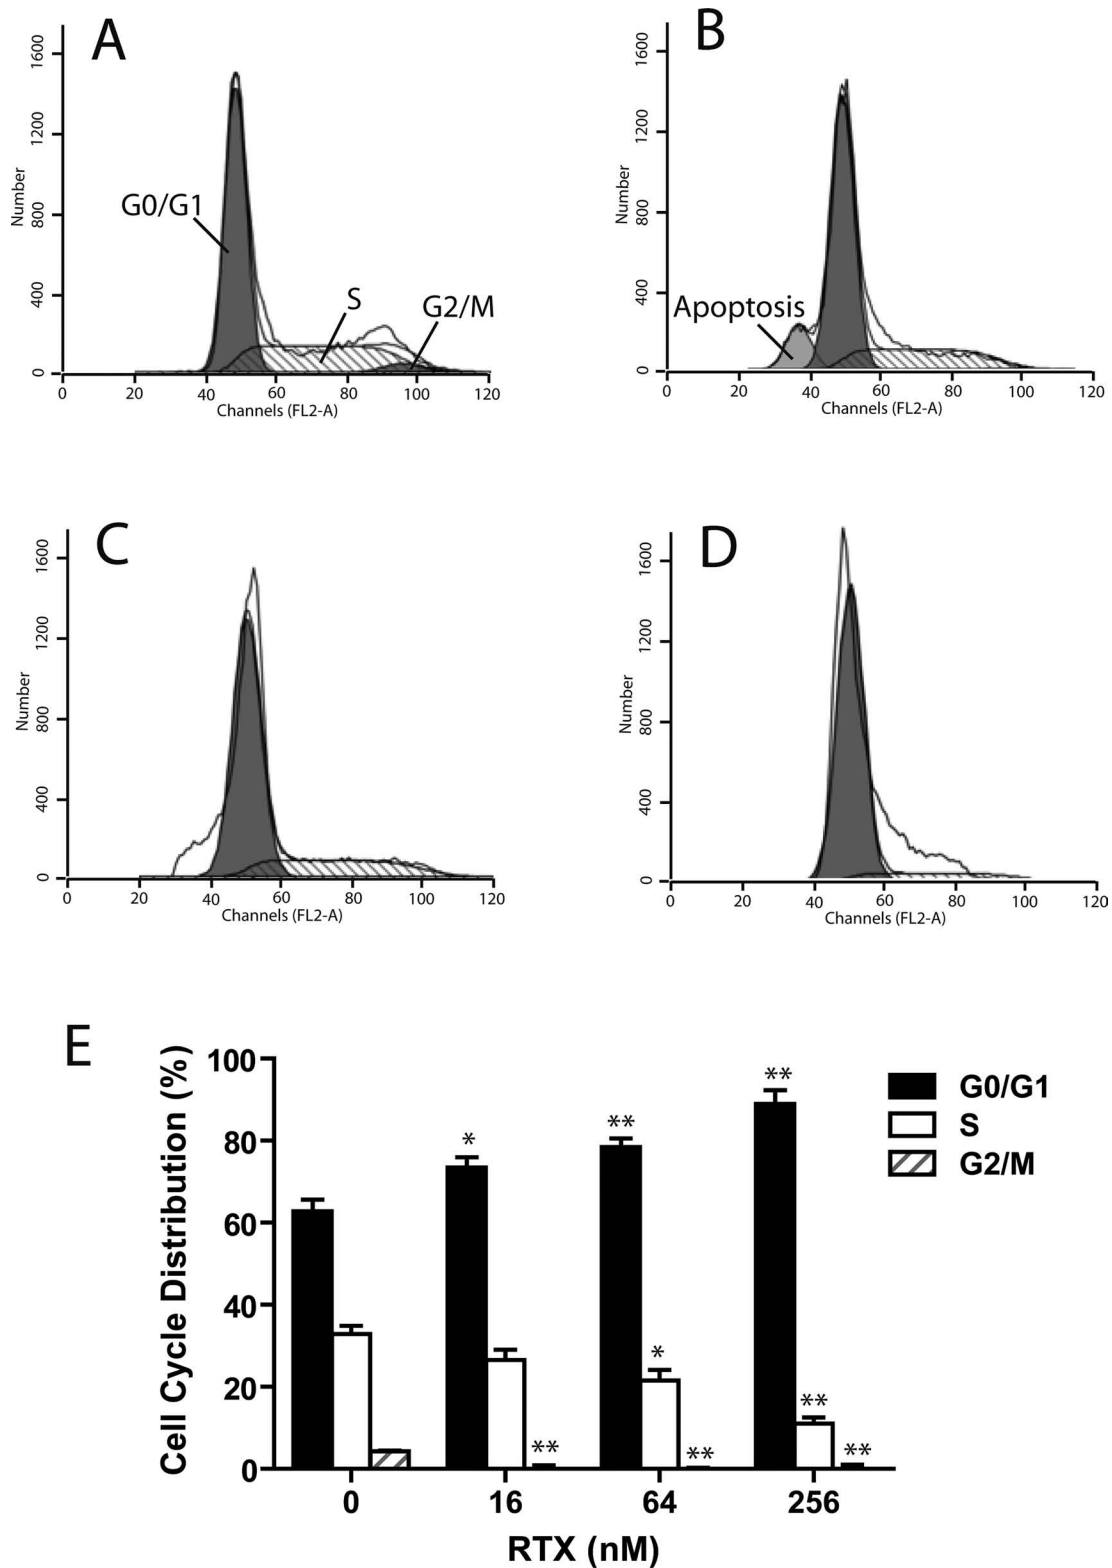 A
1600
1200
800
400
0
Number
G0/G1
S
G2/M
0 20 40 60 80 100 120
Channels (FL2-A)
B
1600
1200
800
400
0
Number
Apoptosis
0 20 40 60 80 100 120
Channels (FL2-A)
C
1600
1200
800
400
0
Number
0 20 40 60 80 100 120
Channels (FL2-A)
D
1600
1200
800
400
0
Number
0 20 40 60 80 100 120
Channels (FL2-A)
E
Cell Cycle Distribution (%)
100
80
60
40
20
0
* ** **
* **
** ** **
G0/G1
S
G2/M
0 16 64 256
RTX (nM)